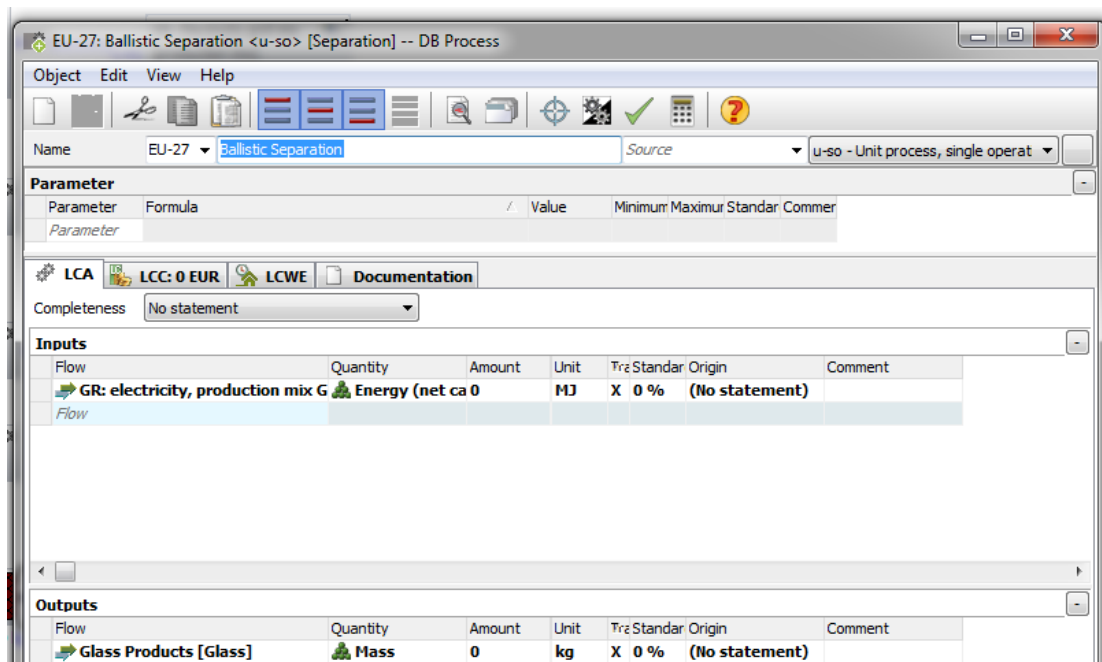 EU-27: Ballistic Separation <u-so> [Separation] -- DB Process
Object Edit View Help
Name EU-27 Ballistic Separation Source u-so - Unit process, single operat
Parameter
Parameter Formula Value Minimum Maximur Standar Commer
Parameter
LCA LCC: 0 EUR LCWE Documentation
Completeness No statement
Inputs
Flow Quantity Amount Unit Tra Standar Origin Comment
GR: electricity, production mix G Energy (net ca 0 MJ X 0 % (No statement)
Flow
Outputs
Flow Quantity Amount Unit Tra Standar Origin Comment
Glass Products [Glass] Mass 0 kg X 0 % (No statement)